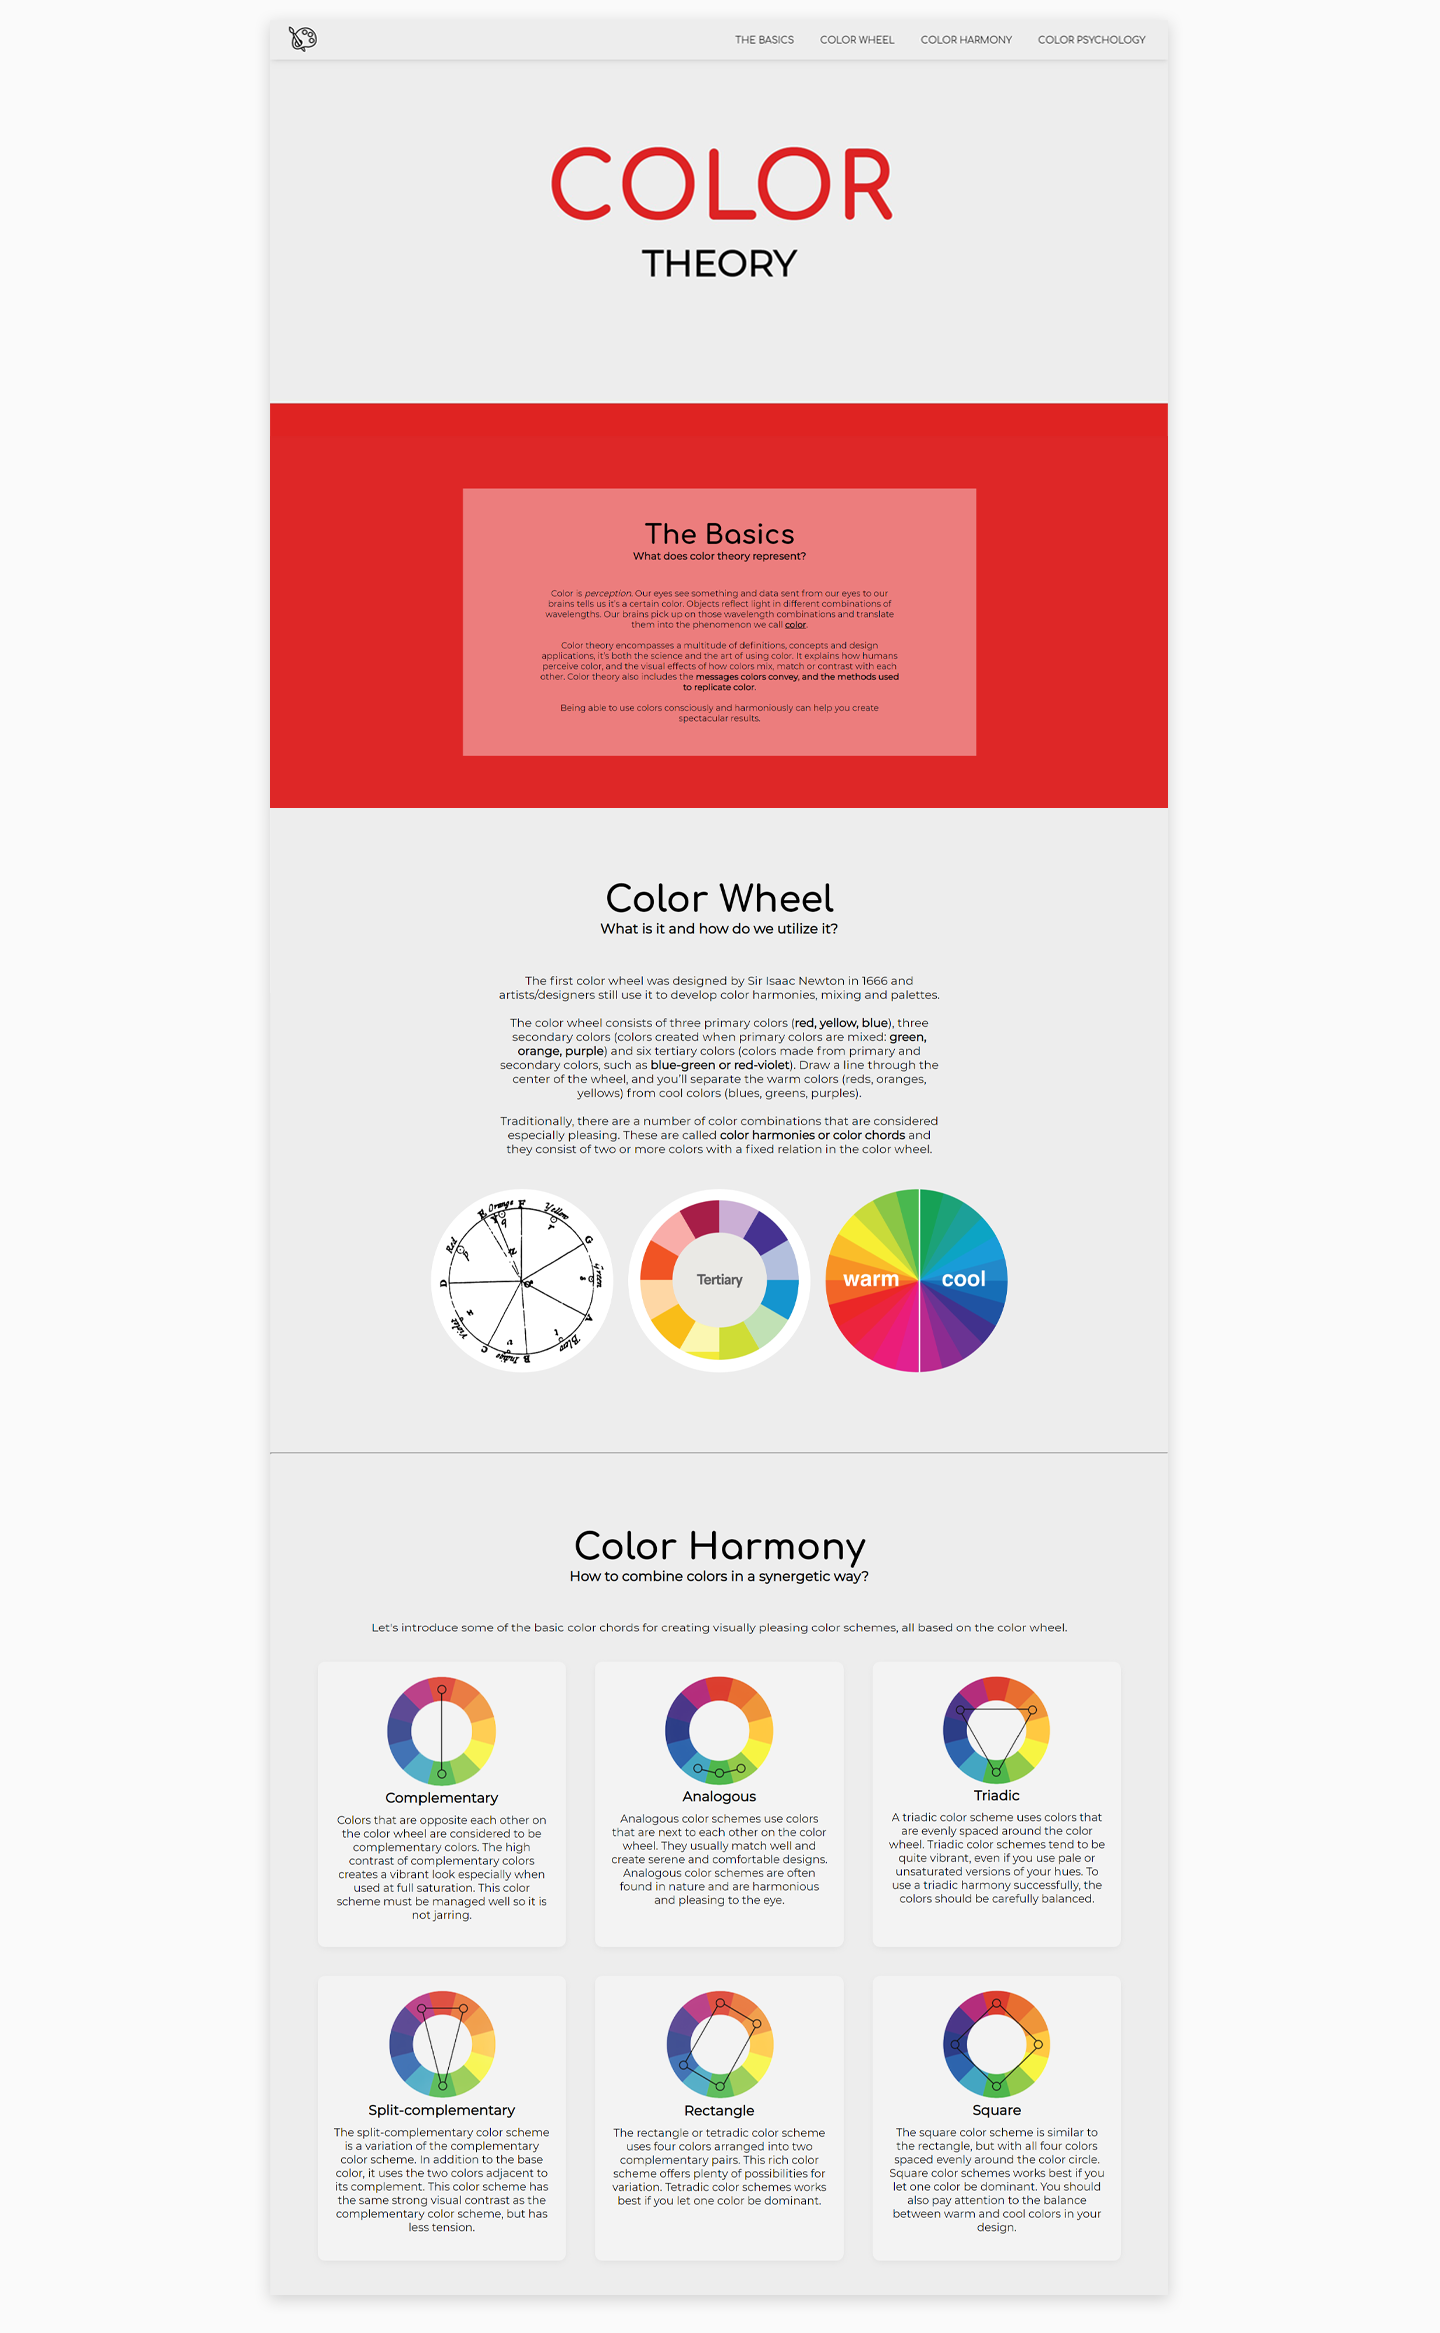 THE BASICS COLOR WHEEL COLOR HARMONY COLOR PSYCHOLOGY
COLOR
THEORY
The Basics
What does color theory represent?
Color is perception. Our eyes see something and data sent from our eyes to our
brains tells us it's a certain color. Objects reflect light in different combinations of
wavelengths. Our brains pick up on those wavelength combinations and translate
them into the phenomenon we call color.
Color theory encompasses a multitude of definitions, concepts and design
applications, it's both the science and the art of using color. It explains how humans
perceive color, and the visual effects of how colors mix, match or contrast with each
other. Color theory also includes the messages colors convey, and the methods used
to replicate color.
Being able to use colors consciously and harmoniously can help you create
spectacular results.
Color Wheel
What is it and how do we utilize it?
The first color wheel was designed by Sir Isaac Newton in 1666 and
artists/designers still use it to develop color harmonies, mixing and palettes.
The color wheel consists of three primary colors (red, yellow, blue), three
secondary colors (colors created when primary colors are mixed: green,
orange, purple) and six tertiary colors (colors made from primary and
secondary colors, such as blue-green or red-violet). Draw a line through the
center of the wheel, and you'll separate the warm colors (reds, oranges,
yellows) from cool colors (blues, greens, purples).
Traditionally, there are a number of color combinations that are considered
especially pleasing. These are called color harmonies or color chords and
they consist of two or more colors with a fixed relation in the color wheel.
Orange
E
F
Yellow
G
Green
A
Blew
B
Indico
C
Violet
D
Red
Tertiary
warm cool
Color Harmony
How to combine colors in a synergetic way?
Let's introduce some of the basic color chords for creating visually pleasing color schemes, all based on the color wheel.
Complementary
Colors that are opposite each other on
the color wheel are considered to be
complementary colors. The high
contrast of complementary colors
creates a vibrant look especially when
used at full saturation. This color
scheme must be managed well so it is
not jarring.
Analogous
Analogous color schemes use colors
that are next to each other on the color
wheel. They usually match well and
create serene and comfortable designs.
Analogous color schemes are often
found in nature and are harmonious
and pleasing to the eye.
Triadic
A triadic color scheme uses colors that
are evenly spaced around the color
wheel. Triadic color schemes tend to be
quite vibrant, even if you use pale or
unsaturated versions of your hues. To
use a triadic harmony successfully, the
colors should be carefully balanced.
Split-complementary
The split-complementary color scheme
is a variation of the complementary
color scheme. In addition to the base
color, it uses the two colors adjacent to
its complement. This color scheme has
the same strong visual contrast as the
complementary color scheme, but has
less tension.
Rectangle
The rectangle or tetradic color scheme
uses four colors arranged into two
complementary pairs. This rich color
scheme offers plenty of possibilities for
variation. Tetradic color schemes works
best if you let one color be dominant.
Square
The square color scheme is similar to
the rectangle, but with all four colors
spaced evenly around the color circle.
Square color schemes works best if you
let one color be dominant. You should
also pay attention to the balance
between warm and cool colors in your
design.